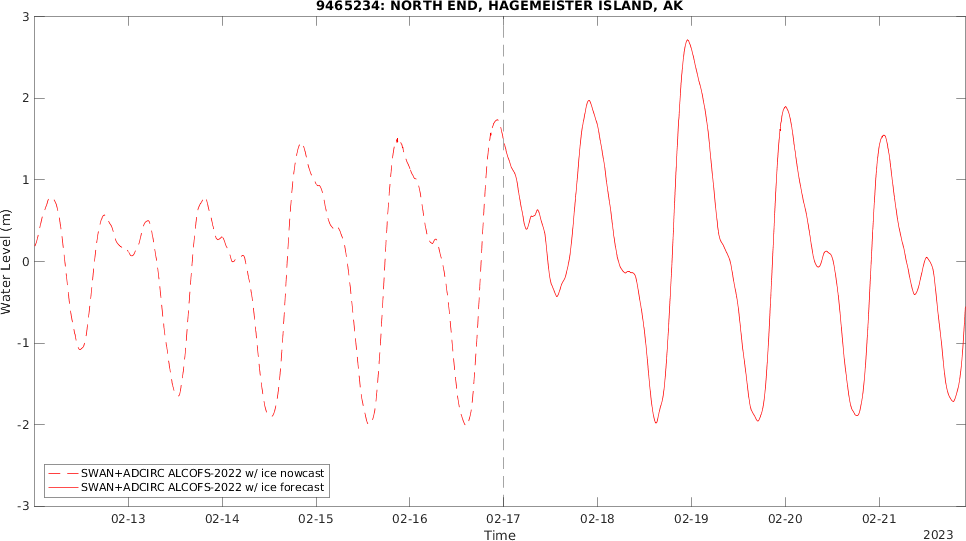 9465234: NORTH END, HAGEMEISTER ISLAND, AK
3
2
1
0
-1
-2
-3
Water Level (m)
SWAN+ADCIRC ALCOFS-2022 w/ ice nowcast
SWAN+ADCIRC ALCOFS-2022 w/ ice forecast
02-13 02-14 02-15 02-16 02-17 02-18 02-19 02-20 02-21
Time
2023